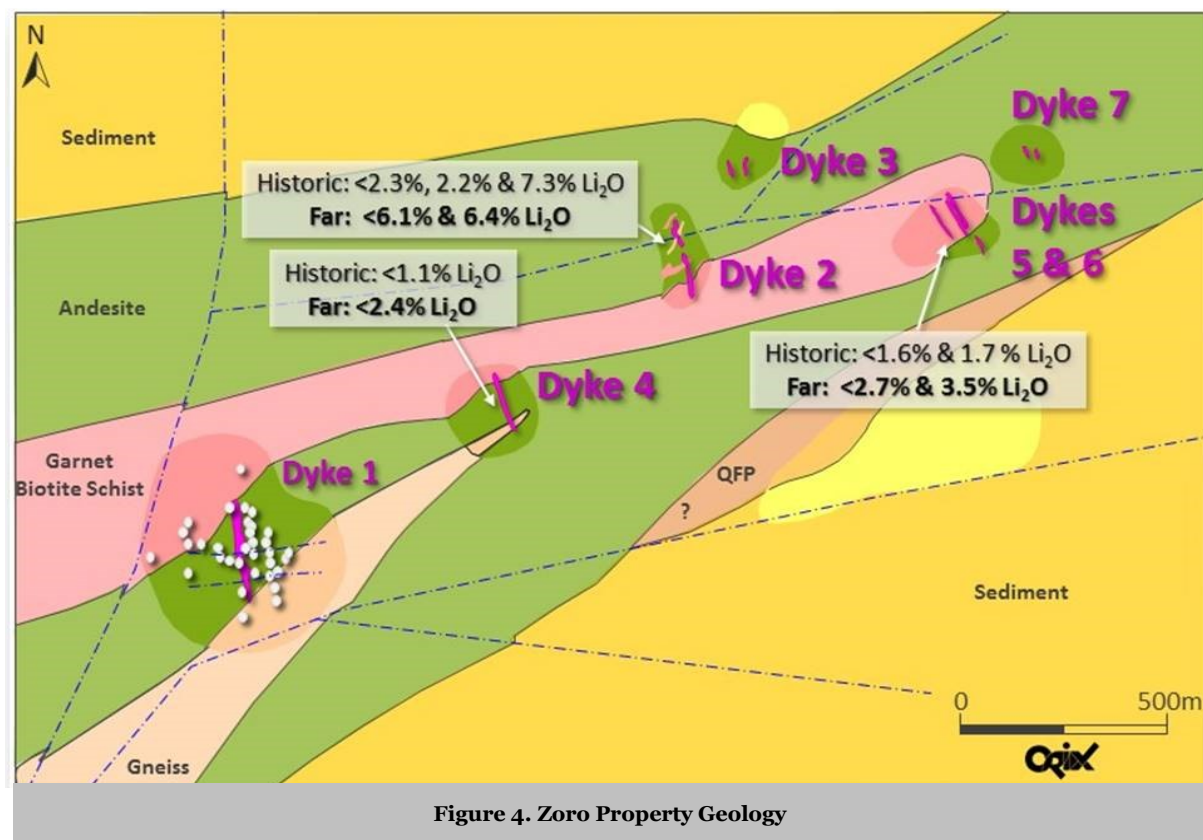 N
Sediment
Dyke 7
Dyke 3
Historic: <2.3%, 2.2% & 7.3% Li₂O
Far: <6.1% & 6.4% Li₂O
Dykes
5 & 6
Dyke 2
Historic: <1.1% Li₂O
Far: <2.4% Li₂O
Andesite
Historic: <1.6% & 1.7 % Li₂O
Far: <2.7% & 3.5% Li₂O
Dyke 4
Garnet
Biotite Schist
Dyke 1
QFP
?
Sediment
0 500m
Gneiss
Orix
Figure 4. Zoro Property Geology